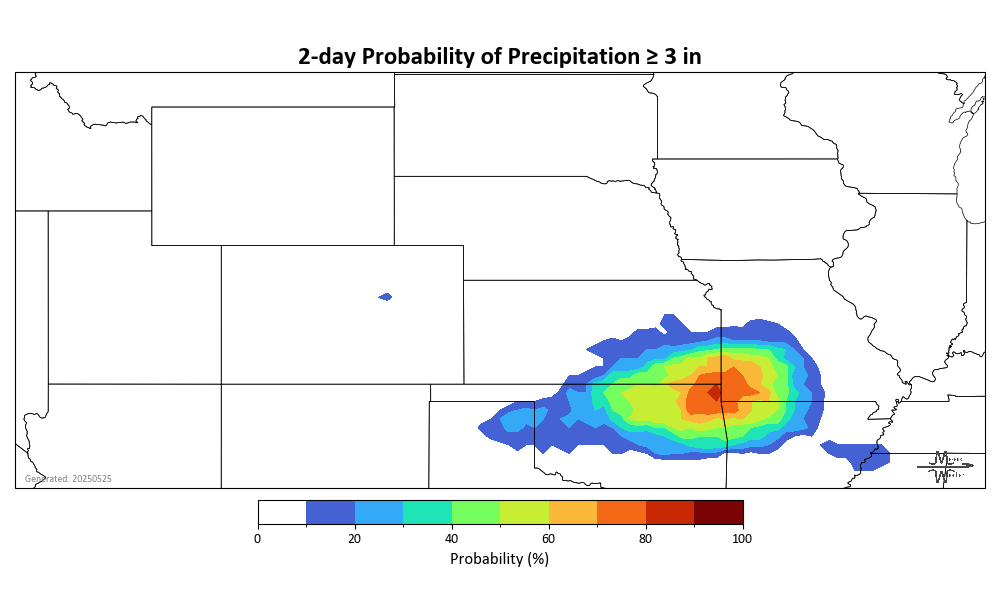 2-day Probability of Precipitation ≥ 3 in
Generated: 20250525
0 20 40 60 80 100
Probability (%)